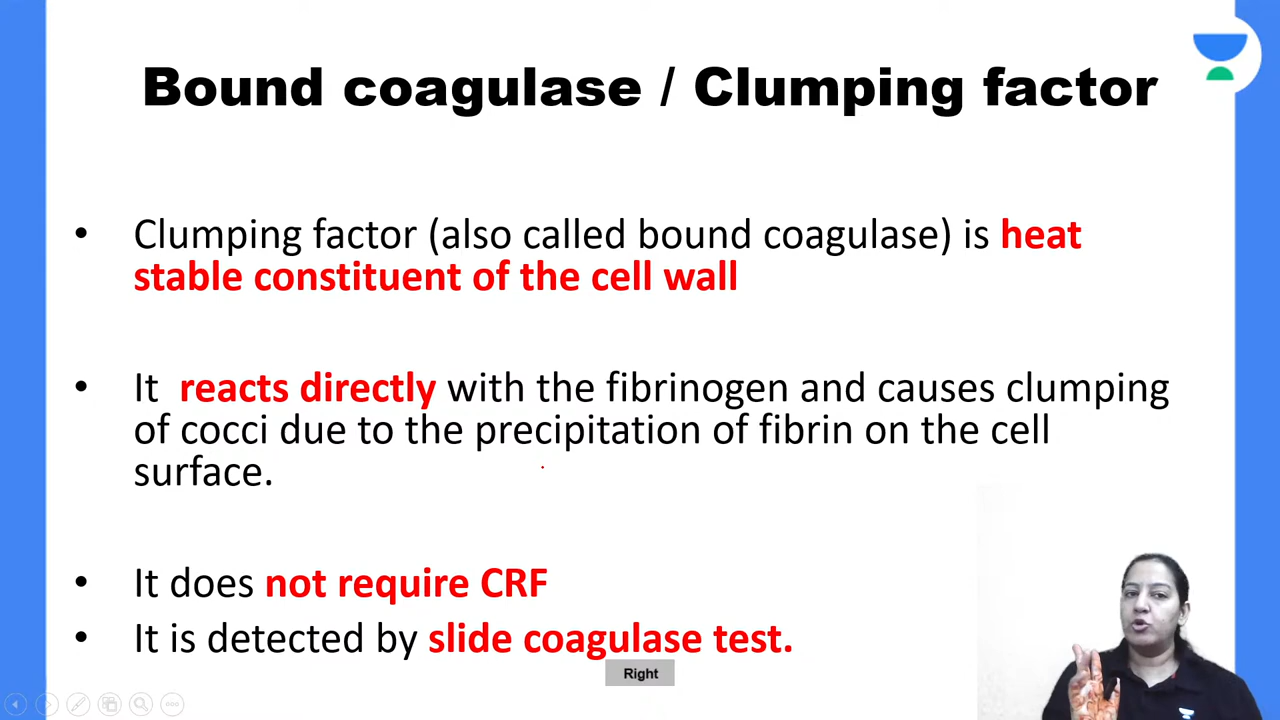 Bound coagulase / Clumping factor
• Clumping factor (also called bound coagulase) is heat
stable constituent of the cell wall
• It reacts directly with the fibrinogen and causes clumping
of cocci due to the precipitation of fibrin on the cell
surface.
• It does not require CRF
• It is detected by slide coagulase test.
Right